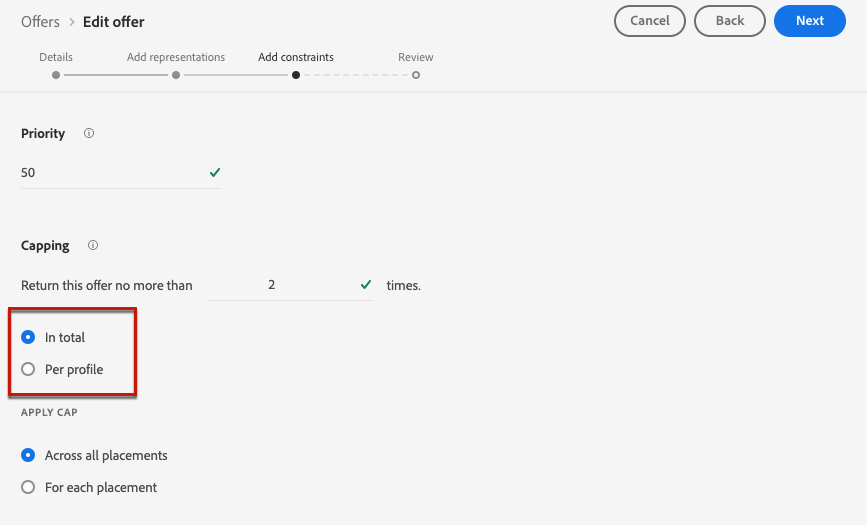 Offers > Edit offer
Cancel
Back
Next
Details
Add representations
Add constraints
Review
Priority
50
Capping
Return this offer no more than 2 times.
In total
Per profile
APPLY CAP
Across all placements
For each placement